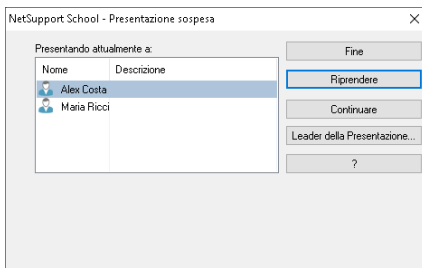 NetSupport School - Presentazione sospesa
Presentando attualmente a:
Nome Descrizione
Alex Costa
Maria Ricci
Fine
Riprendere
Continuare
Leader della Presentazione...
?